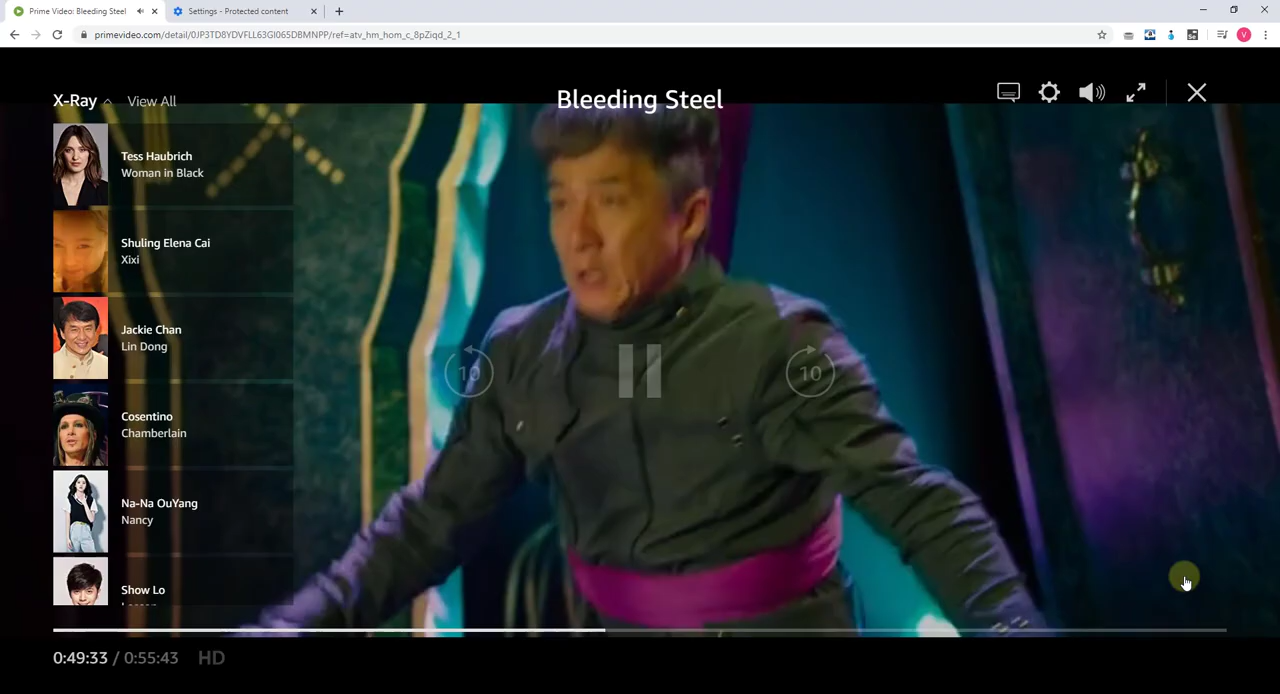 Prime Video: Bleeding Steel
Settings - Protected content
primevideo.com/detail/0JP3TD8YDVFLL63GI065DBMNPP/ref=atv_hm_hom_c_8pZiqd_2_1
V
X-Ray View All
Bleeding Steel
Tess Haubrich
Woman in Black
Shuling Elena Cai
Xixi
Jackie Chan
Lin Dong
10 10
Cosentino
Chamberlain
Na-Na OuYang
Nancy
Show Lo
0:49:33 / 0:55:43 HD